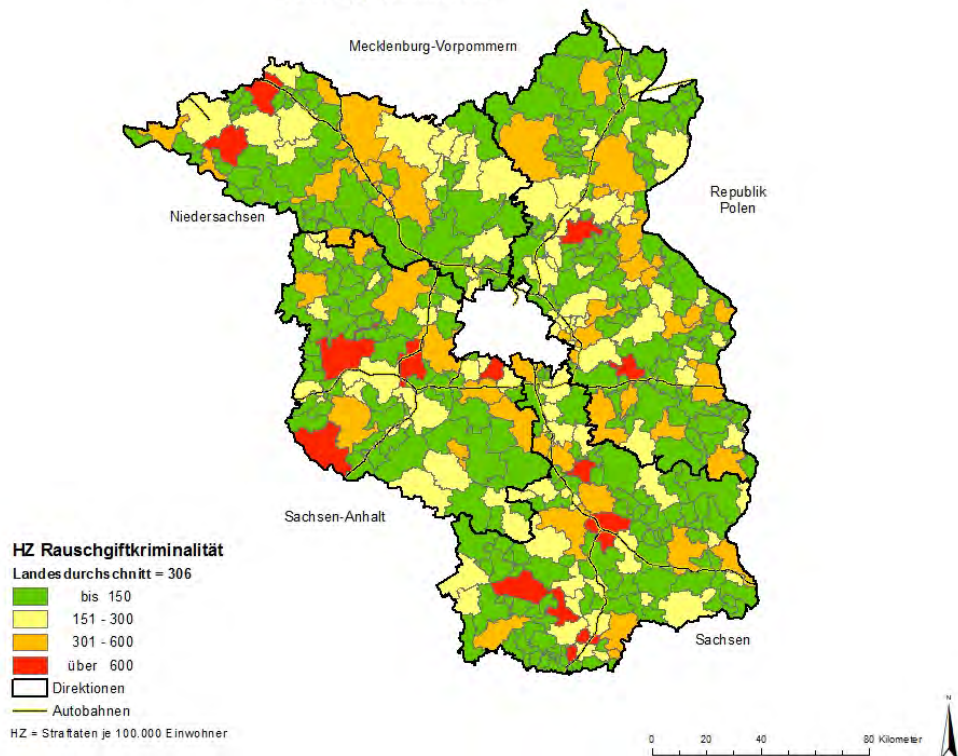 Mecklenburg-Vorpommern
Republik
Polen
Niedersachsen
Sachsen-Anhalt
Sachsen
HZ Rauschgiftkriminalität
Landesdurchschnitt = 306
bis 150
151 - 300
301 - 600
über 600
Direktionen
Autobahnen
HZ = Straftaten je 100.000 Einwohner
N
0 20 40 80 Kilometer